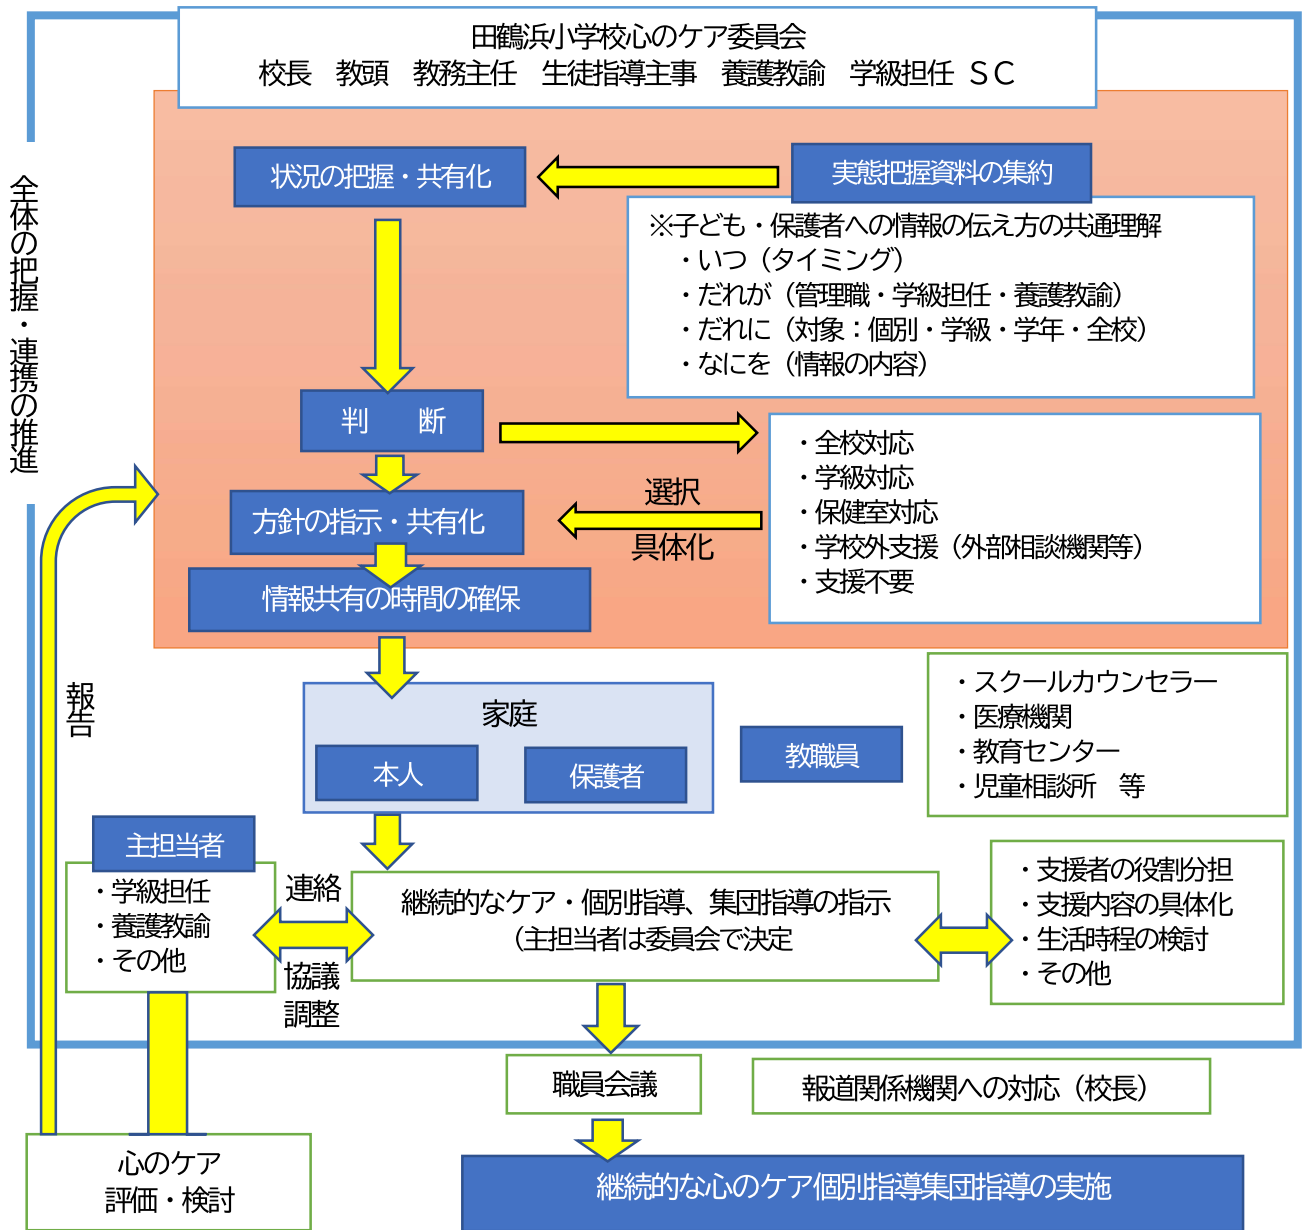 田鶴浜小学校心のケア委員会
校長　教頭　教務主任　生徒指導主事　養護教諭　学級担任 ＳＣ
全体の把握・連携の推進
状況の把握・共有化
実態把握資料の集約
※子ども・保護者への情報の伝え方の共通理解
・いつ（タイミング）
・だれが（管理職・学級担任・養護教諭）
・だれに（対象：個別・学級・学年・全校）
・なにを（情報の内容）
判　　断
・全校対応
・学級対応
・保健室対応
・学校外支援（外部相談機関等）
・支援不要
選択
具体化
方針の指示・共有化
情報共有の時間の確保
報告
家庭
本人
保護者
教職員
・スクールカウンセラー
・医療機関
・教育センター
・児童相談所　等
主担当者
・学級担任
・養護教諭
・その他
連絡
協議
調整
継続的なケア・個別指導、集団指導の指示
（主担当者は委員会で決定
・支援者の役割分担
・支援内容の具体化
・生活時程の検討
・その他
職員会議
報道関係機関への対応（校長）
心のケア
評価・検討
継続的な心のケア個別指導集団指導の実施